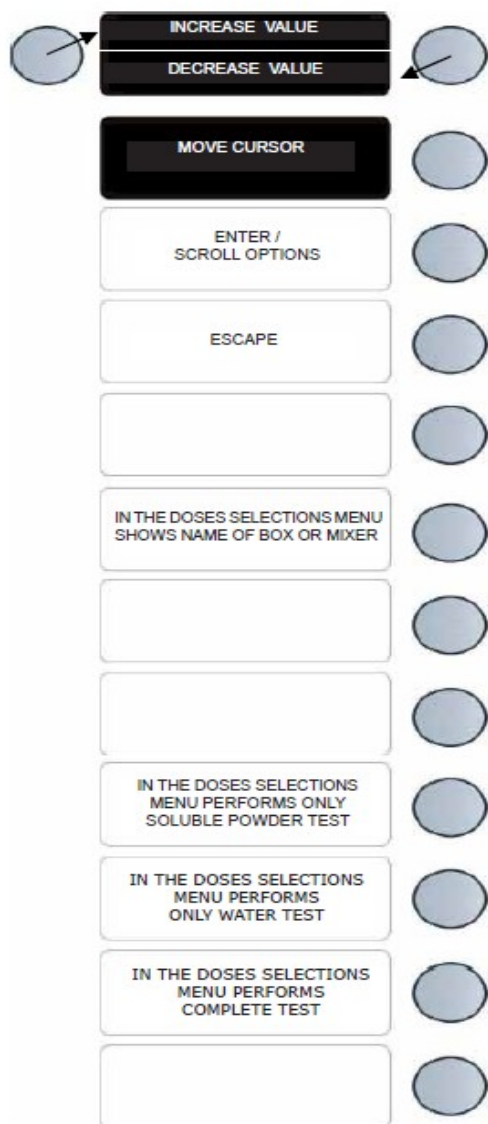 INCREASE VALUE
DECREASE VALUE
MOVE CURSOR
ENTER /
SCROLL OPTIONS
ESCAPE
IN THE DOSES SELECTIONS MENU
SHOWS NAME OF BOX OR MIXER
IN THE DOSES SELECTIONS
MENU PERFORMS ONLY
SOLUBLE POWDER TEST
IN THE DOSES SELECTIONS
MENU PERFORMS
ONLY WATER TEST
IN THE DOSES SELECTIONS
MENU PERFORMS
COMPLETE TEST